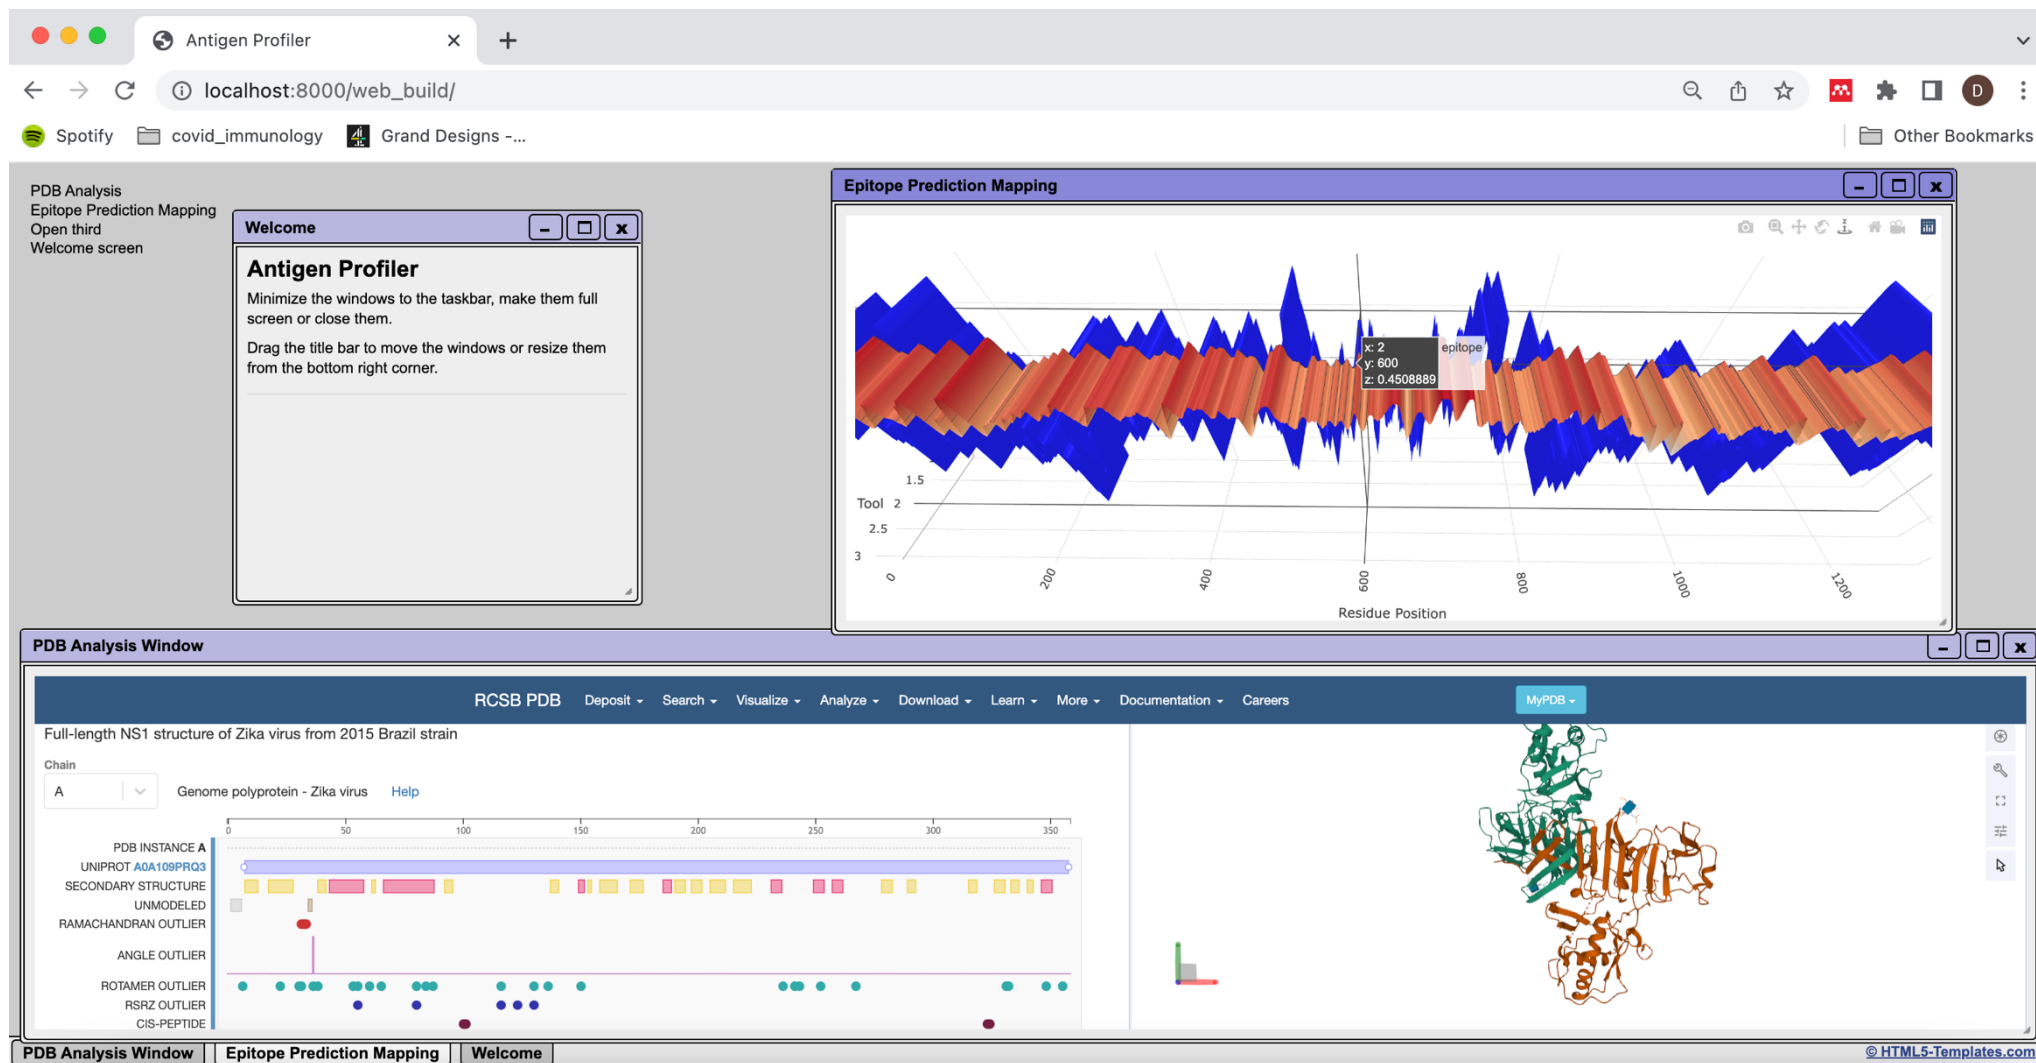 Antigen Profiler
localhost:8000/web_build/
D
Spotify
covid_immunology
Grand Designs -...
Other Bookmarks
PDB Analysis
Epitope Prediction Mapping
Open third
Welcome screen
Welcome
Antigen Profiler
Minimize the windows to the taskbar, make them full
screen or close them.
Drag the title bar to move the windows or resize them
from the bottom right corner.
Epitope Prediction Mapping
x: 2
y: 600
z: 0.4508889
epitope
1.5
Tool 2
2.5
3
0 200 400 600 800 1000 1200
Residue Position
PDB Analysis Window
RCSB PDB Deposit Search Visualize Analyze Download Learn More Documentation Careers MyPDB
Full-length NS1 structure of Zika virus from 2015 Brazil strain
Chain
A Genome polyprotein - Zika virus Help
0 50 100 150 200 250 300 350
PDB INSTANCE A
UNIPROT A0A109PRQ3
SECONDARY STRUCTURE
UNMODELED
RAMACHANDRAN OUTLIER
ANGLE OUTLIER
ROTAMER OUTLIER
RSRZ OUTLIER
CIS-PEPTIDE
PDB Analysis Window Epitope Prediction Mapping Welcome
© HTML5-Templates.com